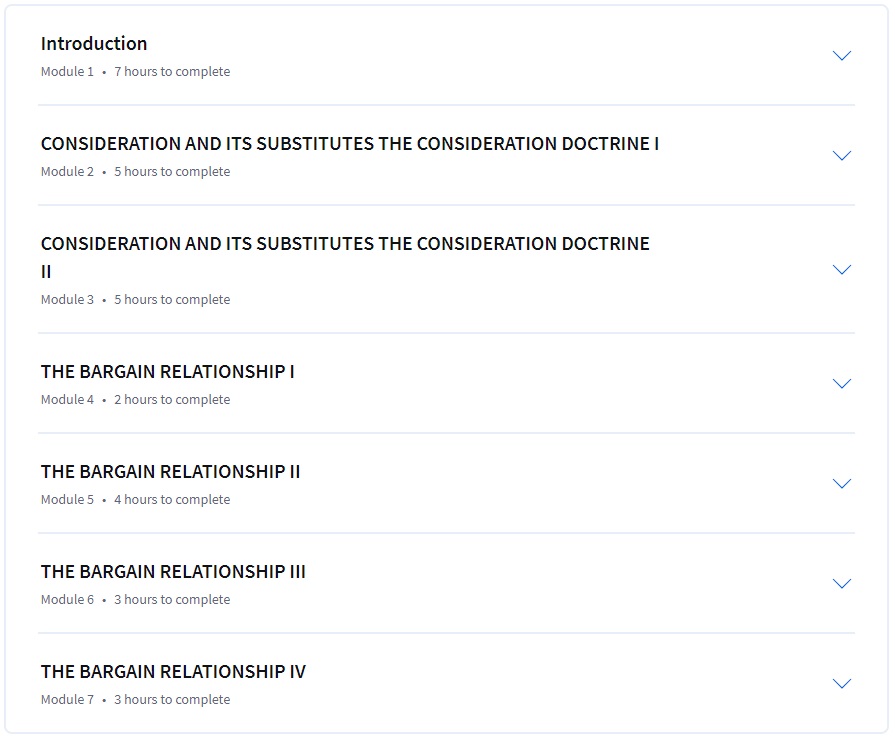 Introduction
Module 1 • 7 hours to complete
CONSIDERATION AND ITS SUBSTITUTES THE CONSIDERATION DOCTRINE I
Module 2 • 5 hours to complete
CONSIDERATION AND ITS SUBSTITUTES THE CONSIDERATION DOCTRINE
II
Module 3 • 5 hours to complete
THE BARGAIN RELATIONSHIP I
Module 4 • 2 hours to complete
THE BARGAIN RELATIONSHIP II
Module 5 • 4 hours to complete
THE BARGAIN RELATIONSHIP III
Module 6 • 3 hours to complete
THE BARGAIN RELATIONSHIP IV
Module 7 • 3 hours to complete